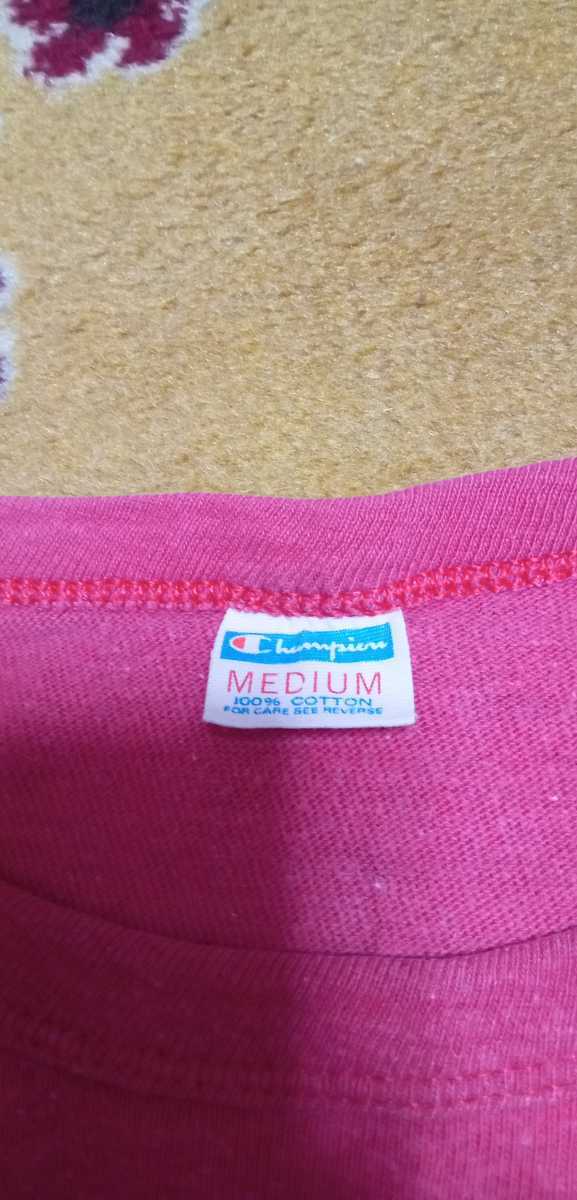 Champion
MEDIUM
100% COTTON
FOR CARE SEE REVERSE